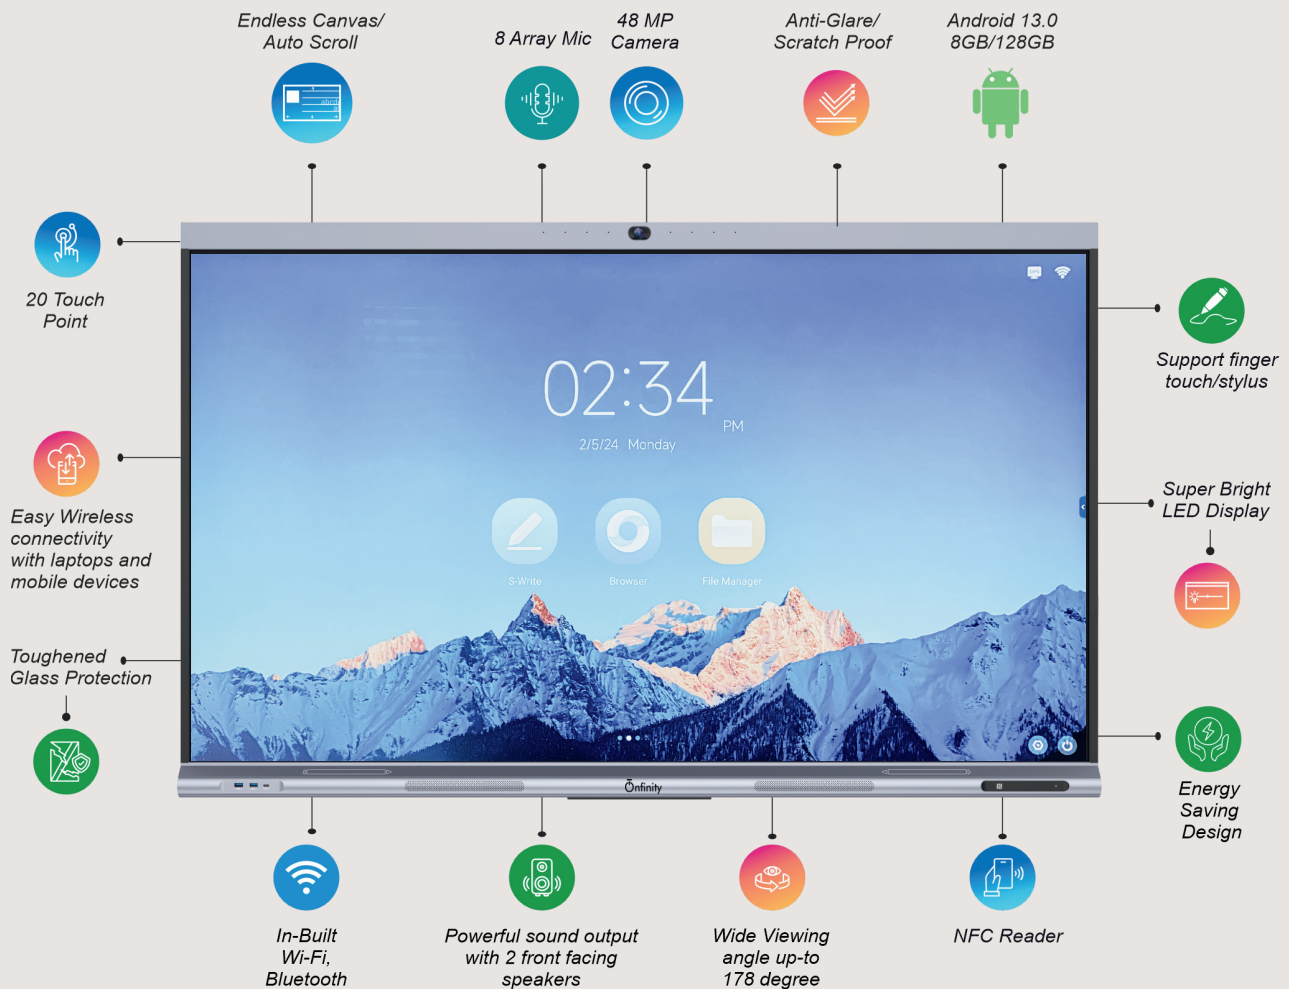 Endless Canvas/
Auto Scroll
8 Array Mic
48 MP
Camera
Anti-Glare/
Scratch Proof
Android 13.0
8GB/128GB
20 Touch
Point
Support finger
touch/stylus
02:34
PM
2/5/24 Monday
Easy Wireless
connectivity
with laptops and
mobile devices
Super Bright
LED Display
S-Write
Browser
File Manager
Toughened
Glass Protection
Energy
Saving
Design
Onfinity
In-Built
Wi-Fi,
Bluetooth
Powerful sound output
with 2 front facing
speakers
Wide Viewing
angle up-to
178 degree
NFC Reader